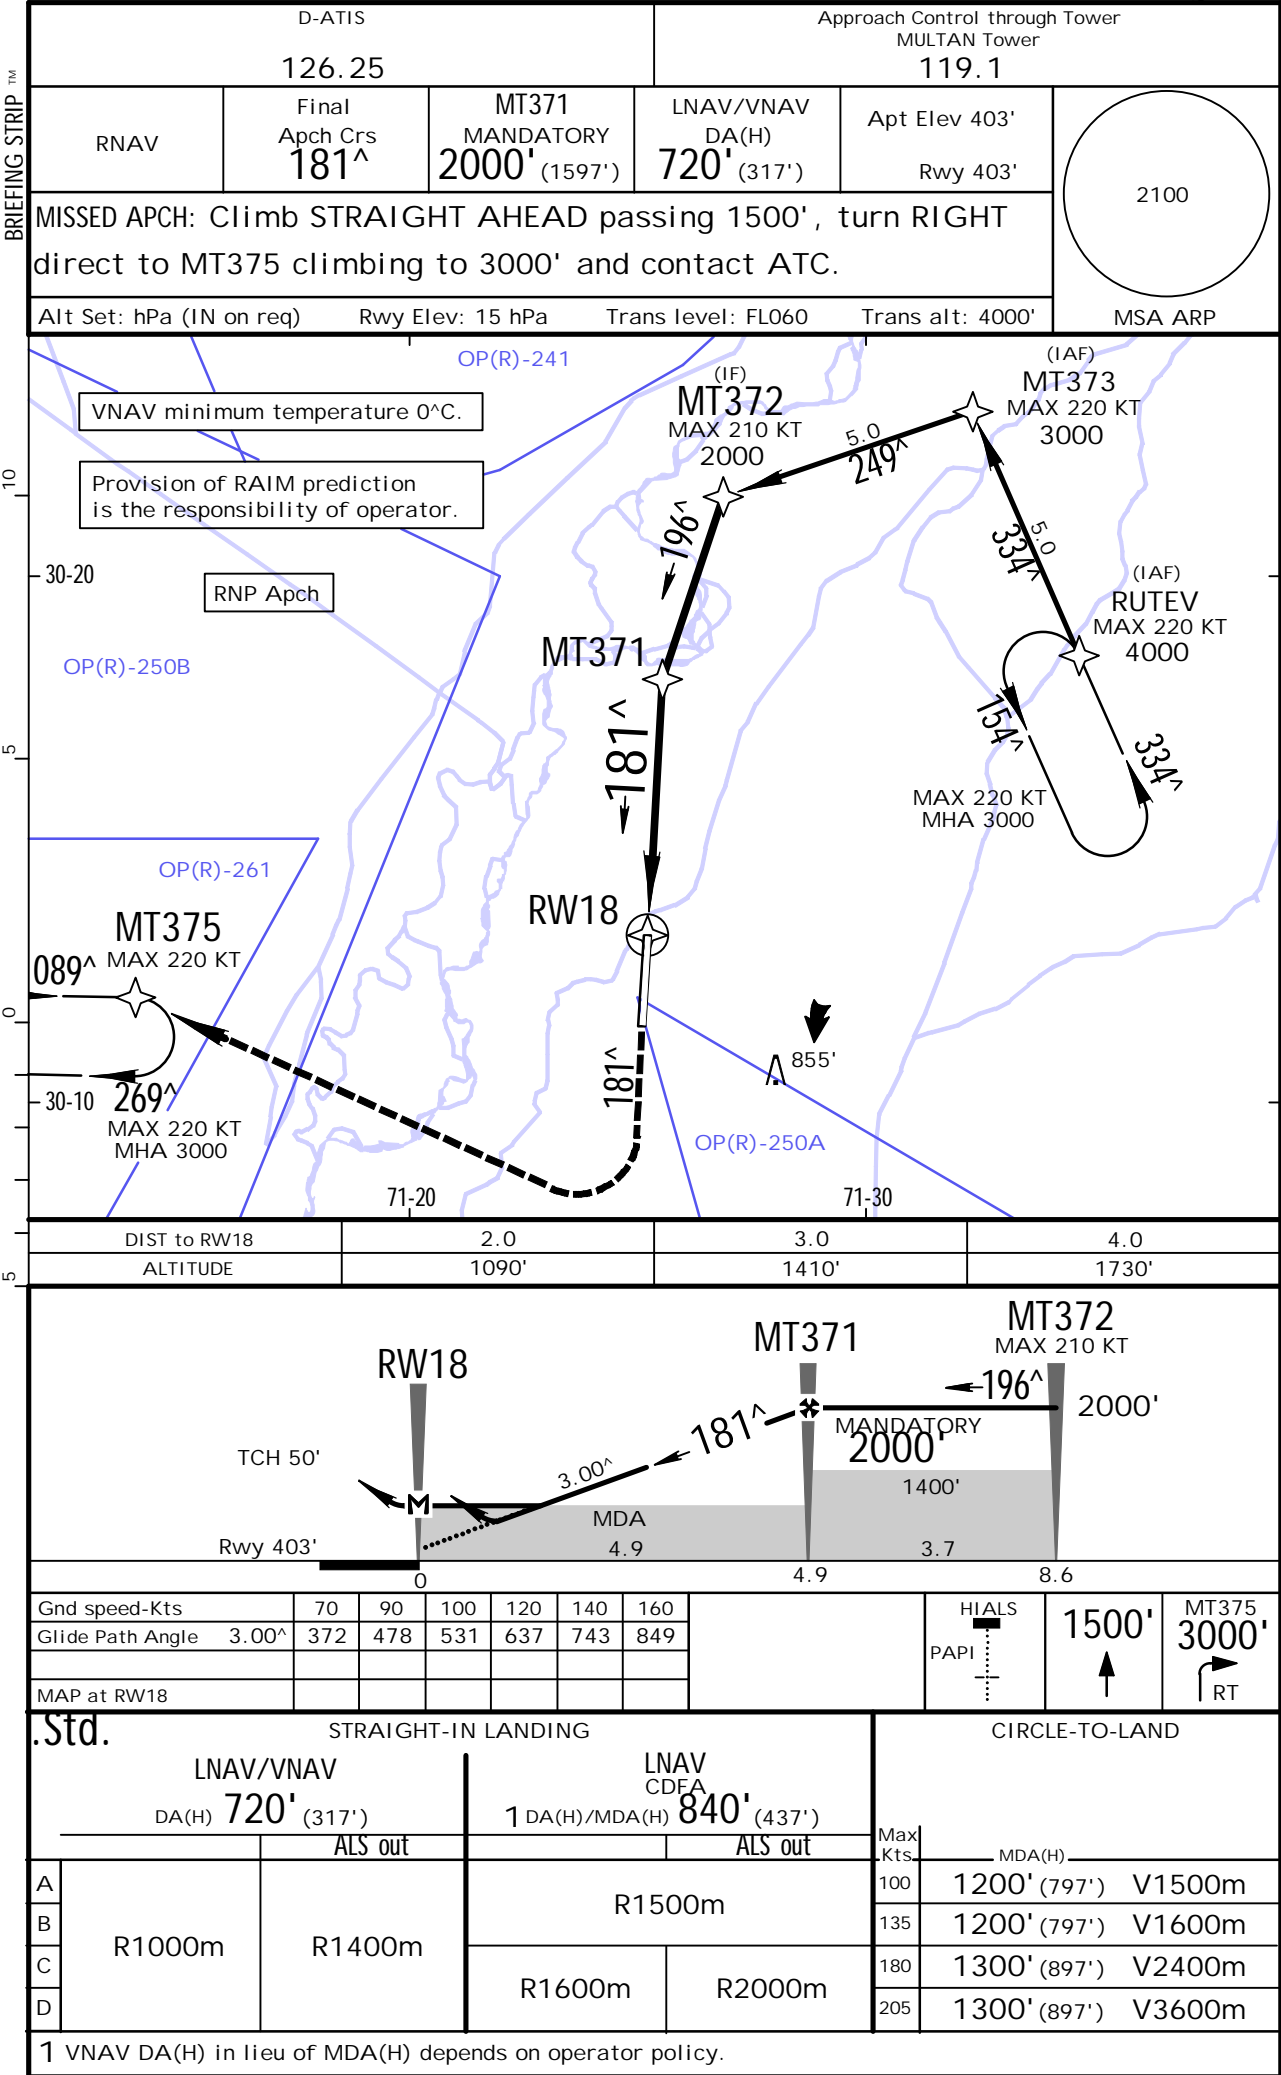 BRIEFING STRIP ™
D-ATIS
126.25
Approach Control through Tower
MULTAN Tower
119.1
RNAV
Final
Apch Crs
181^
MT371
MANDATORY
2000' (1597')
LNAV/VNAV
DA(H)
720' (317')
Apt Elev 403'
Rwy 403'
2100
MSA ARP
MISSED APCH: Climb STRAIGHT AHEAD passing 1500', turn RIGHT
direct to MT375 climbing to 3000' and contact ATC.
Alt Set: hPa (IN on req) Rwy Elev: 15 hPa Trans level: FL060 Trans alt: 4000'
OP(R)-241
VNAV minimum temperature 0^C.
Provision of RAIM prediction
is the responsibility of operator.
RNP Apch
(IF)
MT372
MAX 210 KT
2000
(IAF)
MT373
MAX 220 KT
3000
5.0
249^
196^
5.0
334^
(IAF)
RUTEV
MAX 220 KT
4000
154^
334^
MAX 220 KT
MHA 3000
10
30-20
OP(R)-250B
MT371
181^
5
OP(R)-261
RW18
MT375
MAX 220 KT
089^
0
269^
MAX 220 KT
MHA 3000
30-10
181^
855'
OP(R)-250A
71-20
71-30
5
DIST to RW18 2.0 3.0 4.0
ALTITUDE 1090' 1410' 1730'
RW18
MT371
MT372
MAX 210 KT
196^
2000'
MANDATORY
2000'
181^
TCH 50'
3.00^
1400'
M
MDA
Rwy 403'
4.9
3.7
0
4.9
8.6
Gnd speed-Kts 70 90 100 120 140 160
Glide Path Angle 3.00^ 372 478 531 637 743 849
MAP at RW18
HIALS
PAPI
1500'
MT375
3000'
RT
.Std.
STRAIGHT-IN LANDING
CIRCLE-TO-LAND
LNAV/VNAV
DA(H) 720' (317')
LNAV
CDFA
1 DA(H)/MDA(H) 840' (437')
ALS out
ALS out
Max
Kts
MDA(H)
A
B
C
D
R1000m
R1400m
R1500m
R1600m
R2000m
100 1200' (797') V1500m
135 1200' (797') V1600m
180 1300' (897') V2400m
205 1300' (897') V3600m
1 VNAV DA(H) in lieu of MDA(H) depends on operator policy.